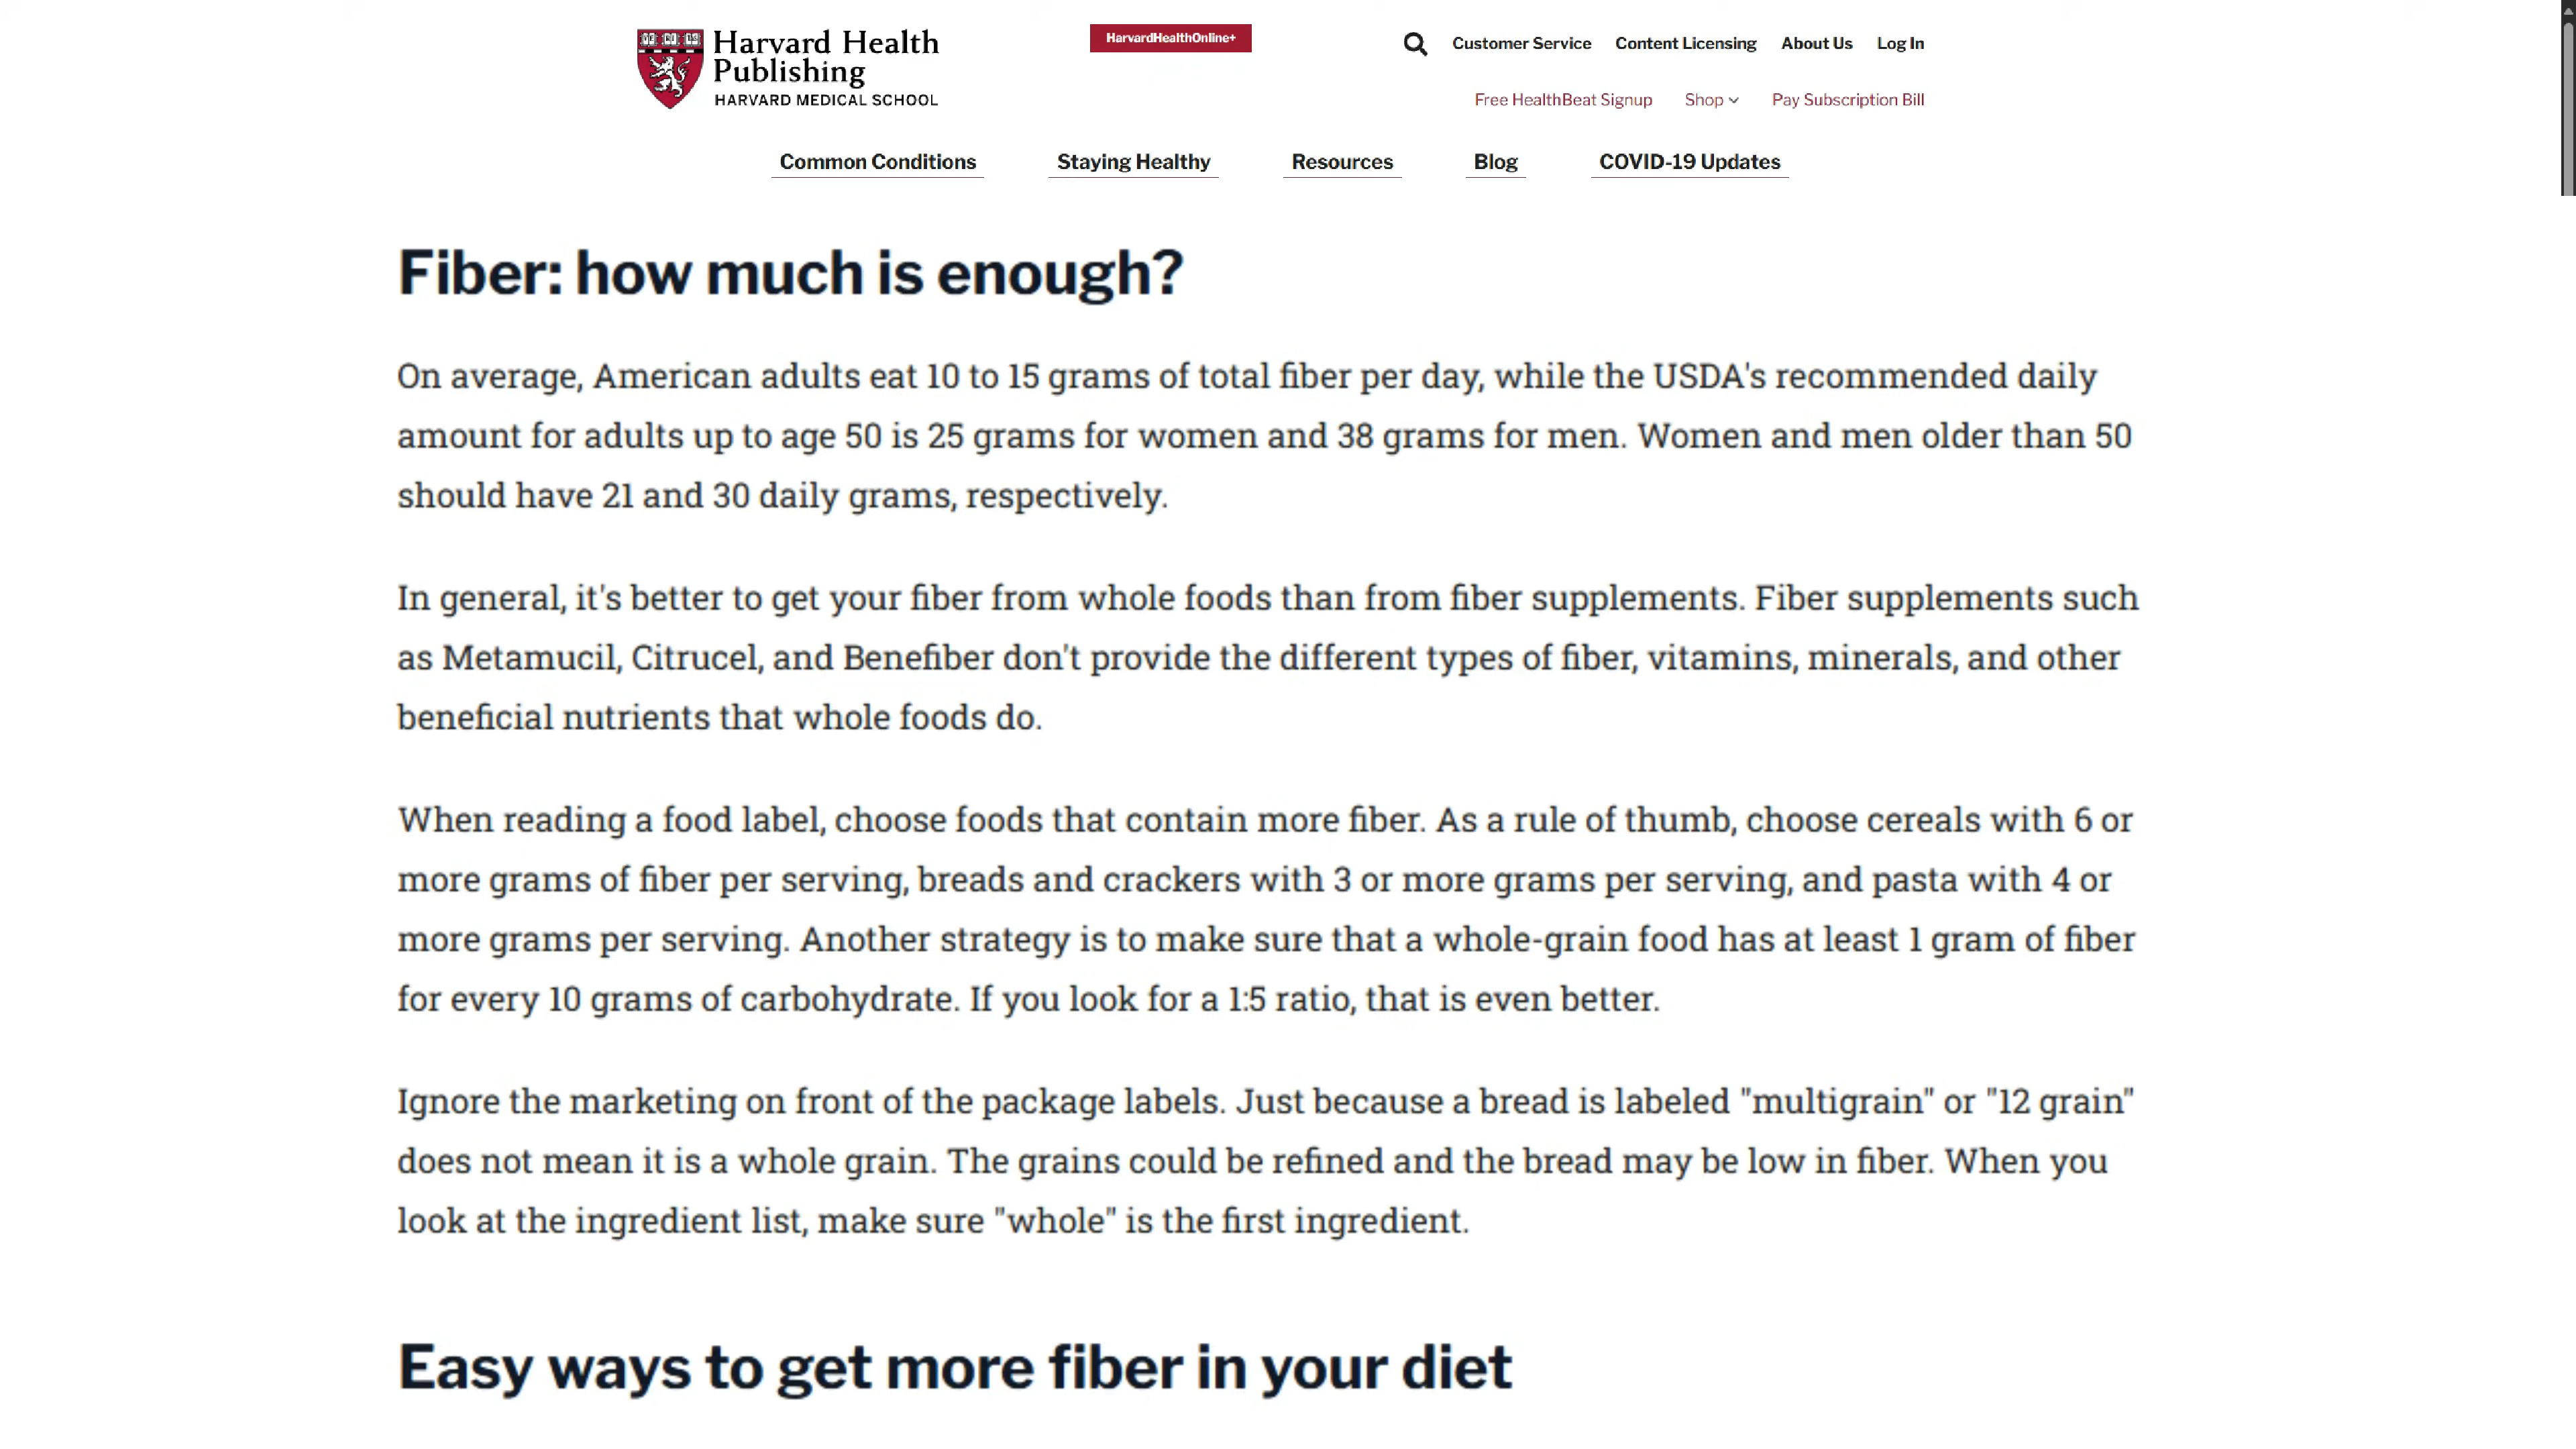 Harvard Health
Publishing
HARVARD MEDICAL SCHOOL
HarvardHealthOnline+
Customer Service Content Licensing About Us Log In
Free HealthBeat Signup Shop Pay Subscription Bill
Common Conditions Staying Healthy Resources Blog COVID-19 Updates
Fiber: how much is enough?
On average, American adults eat 10 to 15 grams of total fiber per day, while the USDA's recommended daily
amount for adults up to age 50 is 25 grams for women and 38 grams for men. Women and men older than 50
should have 21 and 30 daily grams, respectively.
In general, it's better to get your fiber from whole foods than from fiber supplements. Fiber supplements such
as Metamucil, Citrucel, and Benefiber don't provide the different types of fiber, vitamins, minerals, and other
beneficial nutrients that whole foods do.
When reading a food label, choose foods that contain more fiber. As a rule of thumb, choose cereals with 6 or
more grams of fiber per serving, breads and crackers with 3 or more grams per serving, and pasta with 4 or
more grams per serving. Another strategy is to make sure that a whole-grain food has at least 1 gram of fiber
for every 10 grams of carbohydrate. If you look for a 1:5 ratio, that is even better.
Ignore the marketing on front of the package labels. Just because a bread is labeled "multigrain" or "12 grain"
does not mean it is a whole grain. The grains could be refined and the bread may be low in fiber. When you
look at the ingredient list, make sure "whole" is the first ingredient.
Easy ways to get more fiber in your diet